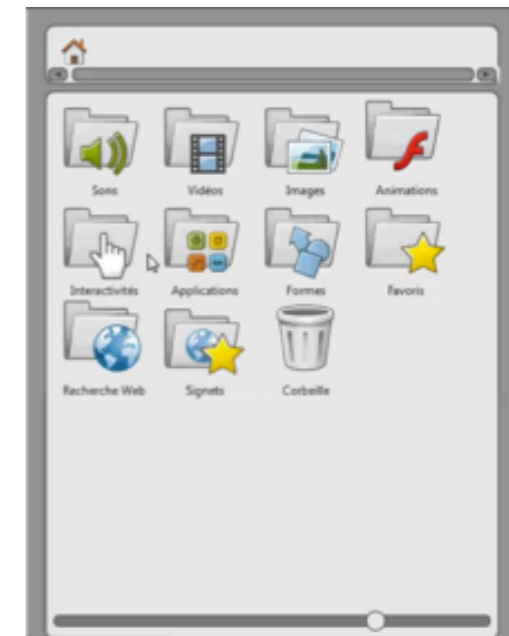 Sons Vidéos Images Animations
Interactivités Applications Formes Favoris
Recherche Web Signets Corbeille